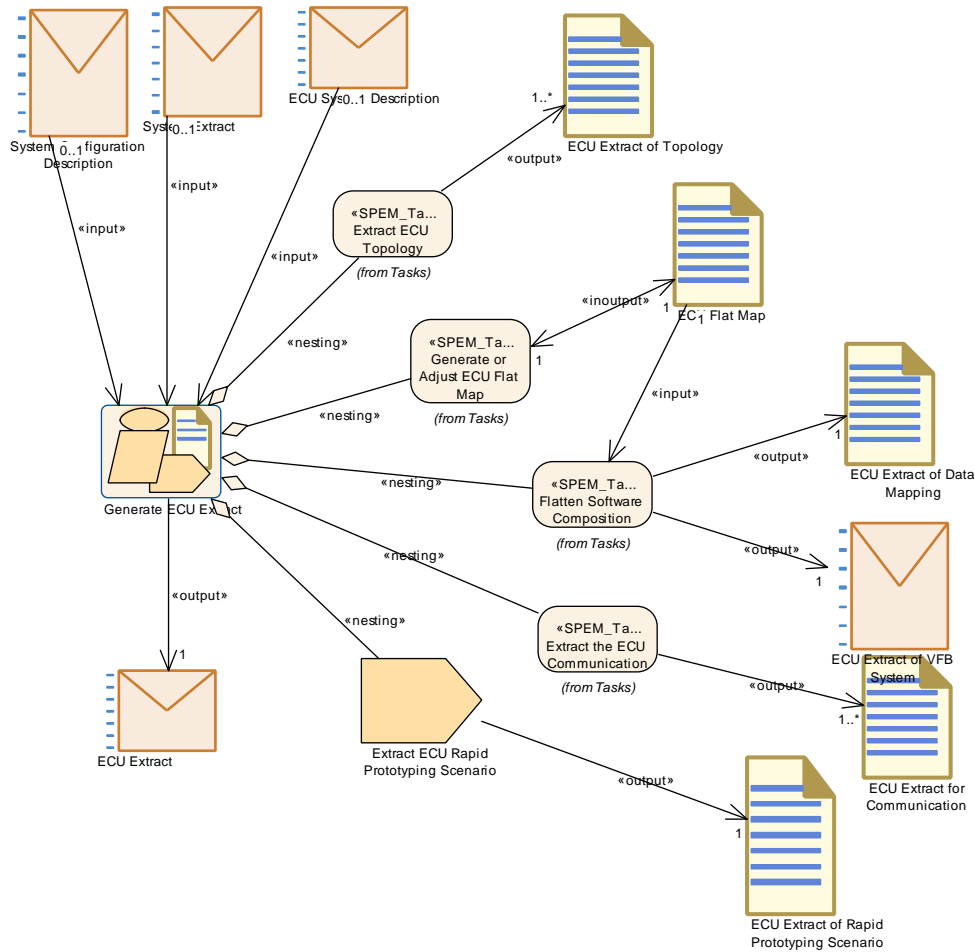 ECU System Description
0..1
System Extract
0..1
System Configuration
Description
0..1
«input»
«input»
«input»
1..*
ECU Extract of Topology
«output»
«SPEM_Ta...
Extract ECU
Topology
(from Tasks)
«nesting»
«inoutput»
1
ECU Flat Map
1
«SPEM_Ta...
Generate or
Adjust ECU Flat
Map
(from Tasks)
1
«nesting»
«input»
1
«output»
ECU Extract of Data
Mapping
«nesting»
«SPEM_Ta...
Flatten Software
Composition
(from Tasks)
Generate ECU Extract
«output»
1
ECU Extract of VFB
System
«nesting»
«output»
1
«nesting»
«SPEM_Ta...
Extract the ECU
Communication
(from Tasks)
«output»
1..*
ECU Extract for
Communication
ECU Extract
Extract ECU Rapid
Prototyping Scenario
«output»
1
ECU Extract of Rapid
Prototyping Scenario